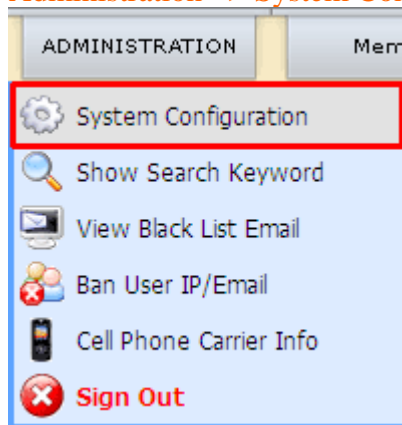 ADMINISTRATION Mem
System Configuration
Show Search Keyword
View Black List Email
Ban User IP/Email
Cell Phone Carrier Info
Sign Out